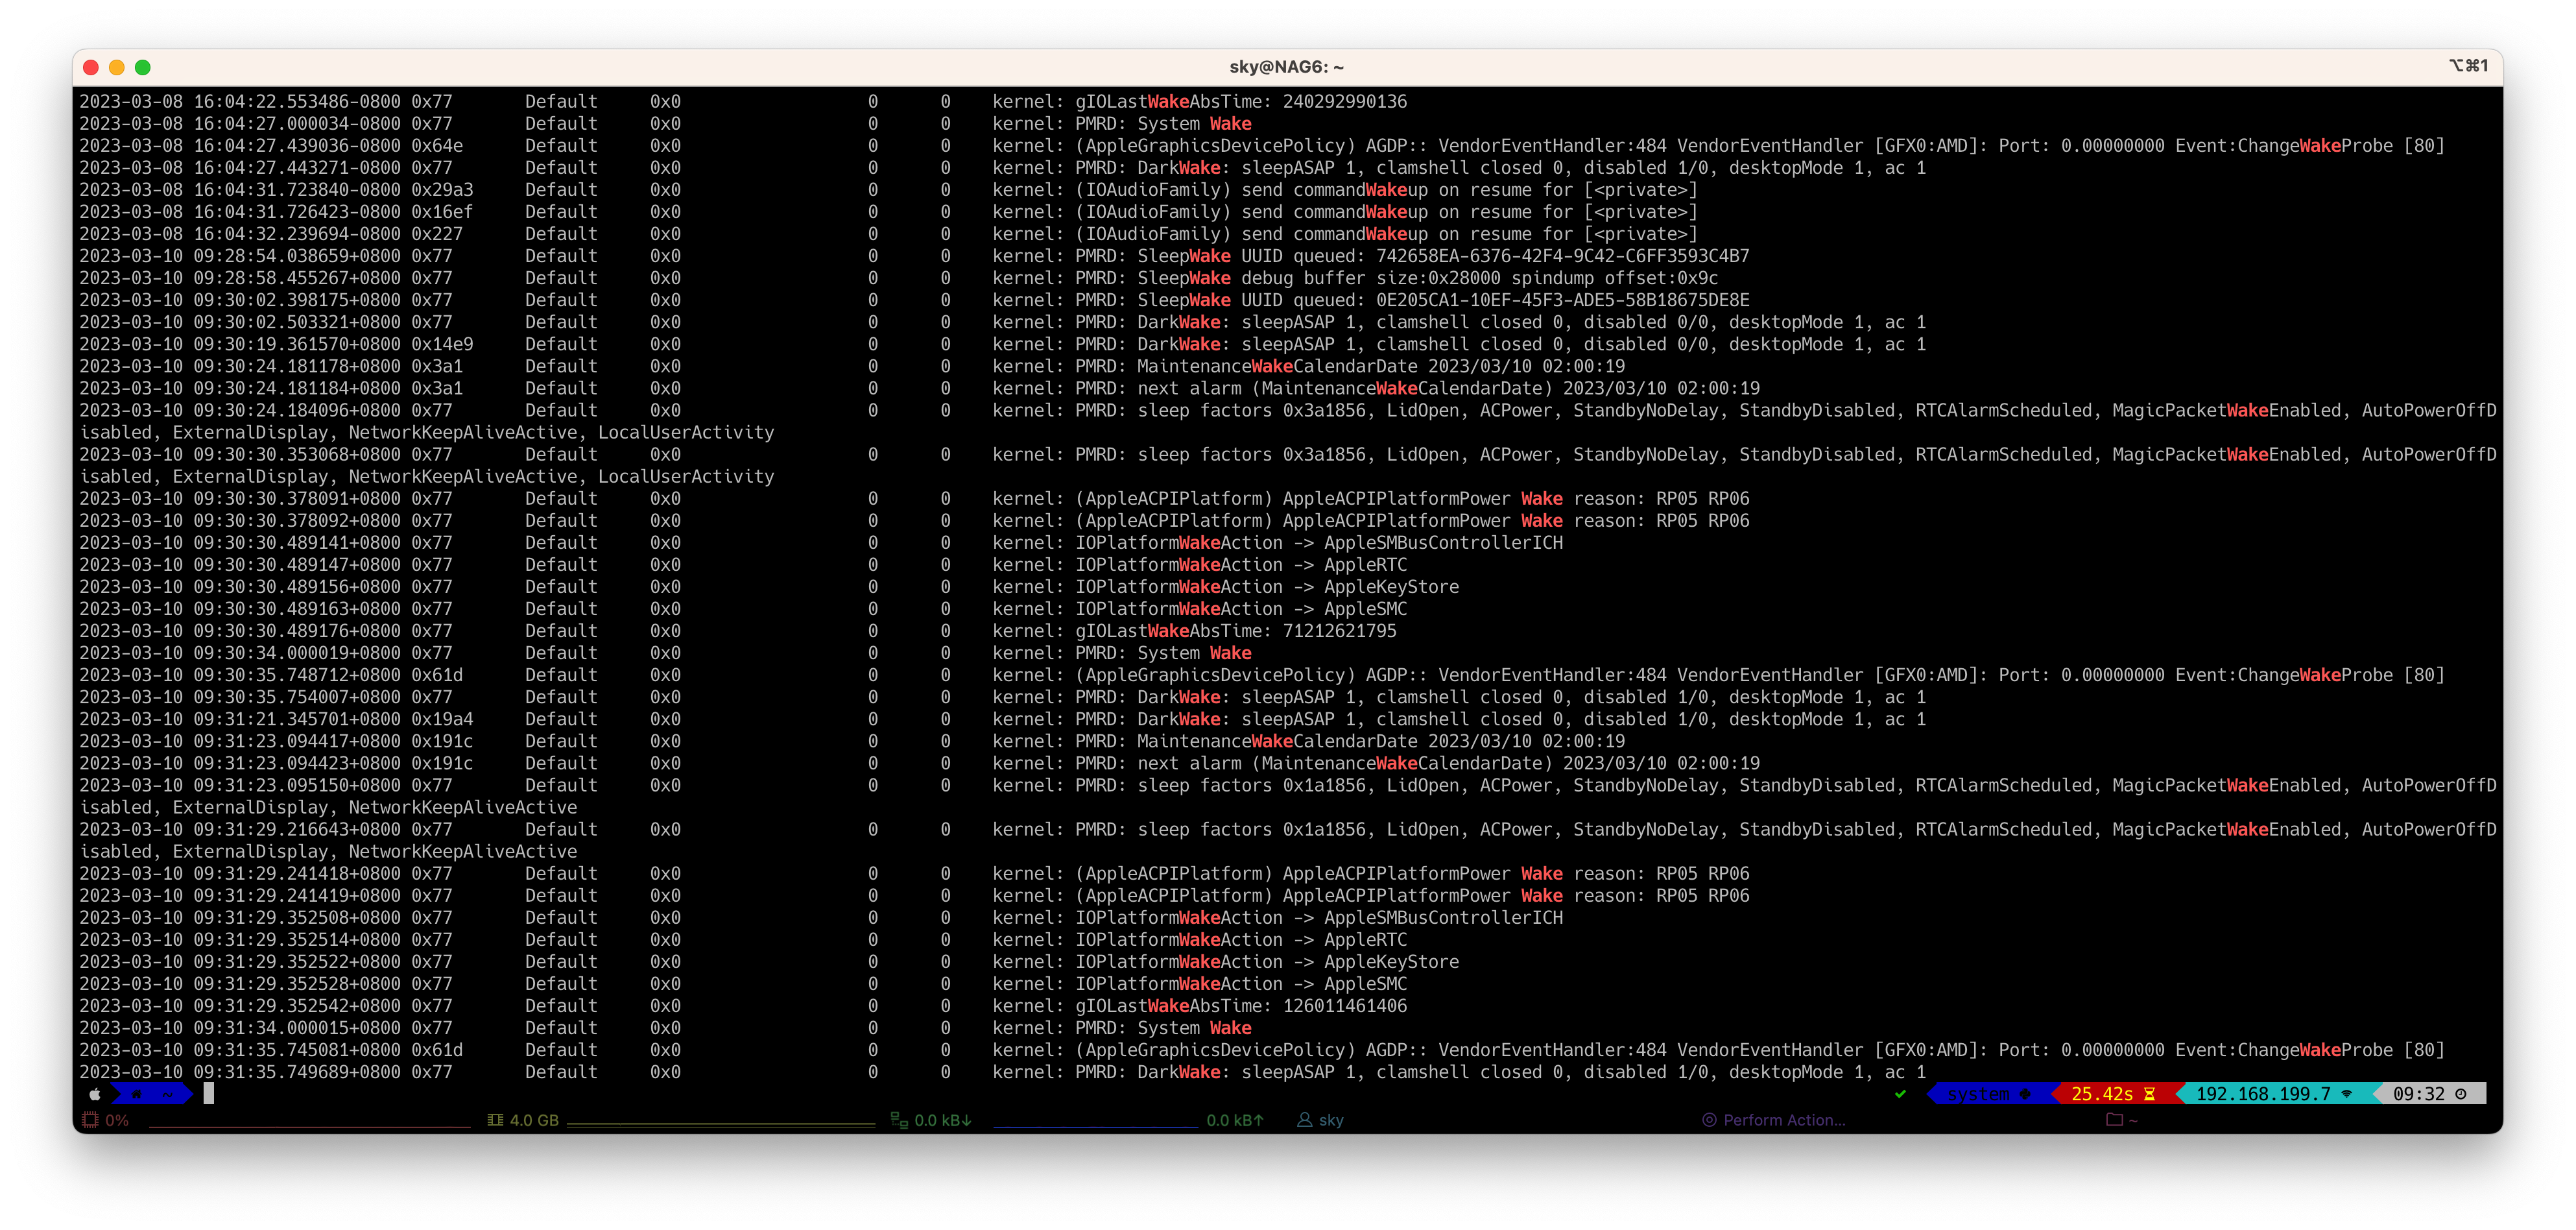 sky@NAG6: ~
⌥⌘1
2023-03-08 16:04:22.553486-0800 0x77 Default 0x0 0 0 kernel: gIOLastWakeAbsTime: 240292990136
2023-03-08 16:04:27.000034-0800 0x77 Default 0x0 0 0 kernel: PMRD: System Wake
2023-03-08 16:04:27.439036-0800 0x64e Default 0x0 0 0 kernel: (AppleGraphicsDevicePolicy) AGDP:: VendorEventHandler:484 VendorEventHandler [GFX0:AMD]: Port: 0.00000000 Event:ChangeWakeProbe [80]
2023-03-08 16:04:27.443271-0800 0x77 Default 0x0 0 0 kernel: PMRD: DarkWake: sleepASAP 1, clamshell closed 0, disabled 1/0, desktopMode 1, ac 1
2023-03-08 16:04:31.723840-0800 0x29a3 Default 0x0 0 0 kernel: (IOAudioFamily) send commandWakeup on resume for [<private>]
2023-03-08 16:04:31.726423-0800 0x16ef Default 0x0 0 0 kernel: (IOAudioFamily) send commandWakeup on resume for [<private>]
2023-03-08 16:04:32.239694-0800 0x227 Default 0x0 0 0 kernel: (IOAudioFamily) send commandWakeup on resume for [<private>]
2023-03-10 09:28:54.038659+0800 0x77 Default 0x0 0 0 kernel: PMRD: SleepWake UUID queued: 742658EA-6376-42F4-9C42-C6FF3593C4B7
2023-03-10 09:28:58.455267+0800 0x77 Default 0x0 0 0 kernel: PMRD: SleepWake debug buffer size:0x28000 spindump offset:0x9c
2023-03-10 09:30:02.398175+0800 0x77 Default 0x0 0 0 kernel: PMRD: SleepWake UUID queued: 0E205CA1-10EF-45F3-ADE5-58B18675DE8E
2023-03-10 09:30:02.503321+0800 0x77 Default 0x0 0 0 kernel: PMRD: DarkWake: sleepASAP 1, clamshell closed 0, disabled 0/0, desktopMode 1, ac 1
2023-03-10 09:30:19.361570+0800 0x14e9 Default 0x0 0 0 kernel: PMRD: DarkWake: sleepASAP 1, clamshell closed 0, disabled 0/0, desktopMode 1, ac 1
2023-03-10 09:30:24.181178+0800 0x3a1 Default 0x0 0 0 kernel: PMRD: MaintenanceWakeCalendarDate 2023/03/10 02:00:19
2023-03-10 09:30:24.181184+0800 0x3a1 Default 0x0 0 0 kernel: PMRD: next alarm (MaintenanceWakeCalendarDate) 2023/03/10 02:00:19
2023-03-10 09:30:24.184096+0800 0x77 Default 0x0 0 0 kernel: PMRD: sleep factors 0x3a1856, LidOpen, ACPower, StandbyNoDelay, StandbyDisabled, RTCAlarmScheduled, MagicPacketWakeEnabled, AutoPowerOffD
isabled, ExternalDisplay, NetworkKeepAliveActive, LocalUserActivity
2023-03-10 09:30:30.353068+0800 0x77 Default 0x0 0 0 kernel: PMRD: sleep factors 0x3a1856, LidOpen, ACPower, StandbyNoDelay, StandbyDisabled, RTCAlarmScheduled, MagicPacketWakeEnabled, AutoPowerOffD
isabled, ExternalDisplay, NetworkKeepAliveActive, LocalUserActivity
2023-03-10 09:30:30.378091+0800 0x77 Default 0x0 0 0 kernel: (AppleACPIPlatform) AppleACPIPlatformPower Wake reason: RP05 RP06
2023-03-10 09:30:30.378092+0800 0x77 Default 0x0 0 0 kernel: (AppleACPIPlatform) AppleACPIPlatformPower Wake reason: RP05 RP06
2023-03-10 09:30:30.489141+0800 0x77 Default 0x0 0 0 kernel: IOPlatformWakeAction -> AppleSMBusControllerICH
2023-03-10 09:30:30.489147+0800 0x77 Default 0x0 0 0 kernel: IOPlatformWakeAction -> AppleRTC
2023-03-10 09:30:30.489156+0800 0x77 Default 0x0 0 0 kernel: IOPlatformWakeAction -> AppleKeyStore
2023-03-10 09:30:30.489163+0800 0x77 Default 0x0 0 0 kernel: IOPlatformWakeAction -> AppleSMC
2023-03-10 09:30:30.489176+0800 0x77 Default 0x0 0 0 kernel: gIOLastWakeAbsTime: 71212621795
2023-03-10 09:30:34.000019+0800 0x77 Default 0x0 0 0 kernel: PMRD: System Wake
2023-03-10 09:30:35.748712+0800 0x61d Default 0x0 0 0 kernel: (AppleGraphicsDevicePolicy) AGDP:: VendorEventHandler:484 VendorEventHandler [GFX0:AMD]: Port: 0.00000000 Event:ChangeWakeProbe [80]
2023-03-10 09:30:35.754007+0800 0x77 Default 0x0 0 0 kernel: PMRD: DarkWake: sleepASAP 1, clamshell closed 0, disabled 1/0, desktopMode 1, ac 1
2023-03-10 09:31:21.345701+0800 0x19a4 Default 0x0 0 0 kernel: PMRD: DarkWake: sleepASAP 1, clamshell closed 0, disabled 1/0, desktopMode 1, ac 1
2023-03-10 09:31:23.094417+0800 0x191c Default 0x0 0 0 kernel: PMRD: MaintenanceWakeCalendarDate 2023/03/10 02:00:19
2023-03-10 09:31:23.094423+0800 0x191c Default 0x0 0 0 kernel: PMRD: next alarm (MaintenanceWakeCalendarDate) 2023/03/10 02:00:19
2023-03-10 09:31:23.095150+0800 0x77 Default 0x0 0 0 kernel: PMRD: sleep factors 0x1a1856, LidOpen, ACPower, StandbyNoDelay, StandbyDisabled, RTCAlarmScheduled, MagicPacketWakeEnabled, AutoPowerOffD
isabled, ExternalDisplay, NetworkKeepAliveActive
2023-03-10 09:31:29.216643+0800 0x77 Default 0x0 0 0 kernel: PMRD: sleep factors 0x1a1856, LidOpen, ACPower, StandbyNoDelay, StandbyDisabled, RTCAlarmScheduled, MagicPacketWakeEnabled, AutoPowerOffD
isabled, ExternalDisplay, NetworkKeepAliveActive
2023-03-10 09:31:29.241418+0800 0x77 Default 0x0 0 0 kernel: (AppleACPIPlatform) AppleACPIPlatformPower Wake reason: RP05 RP06
2023-03-10 09:31:29.241419+0800 0x77 Default 0x0 0 0 kernel: (AppleACPIPlatform) AppleACPIPlatformPower Wake reason: RP05 RP06
2023-03-10 09:31:29.352508+0800 0x77 Default 0x0 0 0 kernel: IOPlatformWakeAction -> AppleSMBusControllerICH
2023-03-10 09:31:29.352514+0800 0x77 Default 0x0 0 0 kernel: IOPlatformWakeAction -> AppleRTC
2023-03-10 09:31:29.352522+0800 0x77 Default 0x0 0 0 kernel: IOPlatformWakeAction -> AppleKeyStore
2023-03-10 09:31:29.352528+0800 0x77 Default 0x0 0 0 kernel: IOPlatformWakeAction -> AppleSMC
2023-03-10 09:31:29.352542+0800 0x77 Default 0x0 0 0 kernel: gIOLastWakeAbsTime: 126011461406
2023-03-10 09:31:34.000015+0800 0x77 Default 0x0 0 0 kernel: PMRD: System Wake
2023-03-10 09:31:35.745081+0800 0x61d Default 0x0 0 0 kernel: (AppleGraphicsDevicePolicy) AGDP:: VendorEventHandler:484 VendorEventHandler [GFX0:AMD]: Port: 0.00000000 Event:ChangeWakeProbe [80]
2023-03-10 09:31:35.749689+0800 0x77 Default 0x0 0 0 kernel: PMRD: DarkWake: sleepASAP 1, clamshell closed 0, disabled 1/0, desktopMode 1, ac 1
~ system 25.42s 192.168.199.7 09:32
0% 4.0 GB 0.0 kB↓ 0.0 kB↑ sky Perform Action... ~